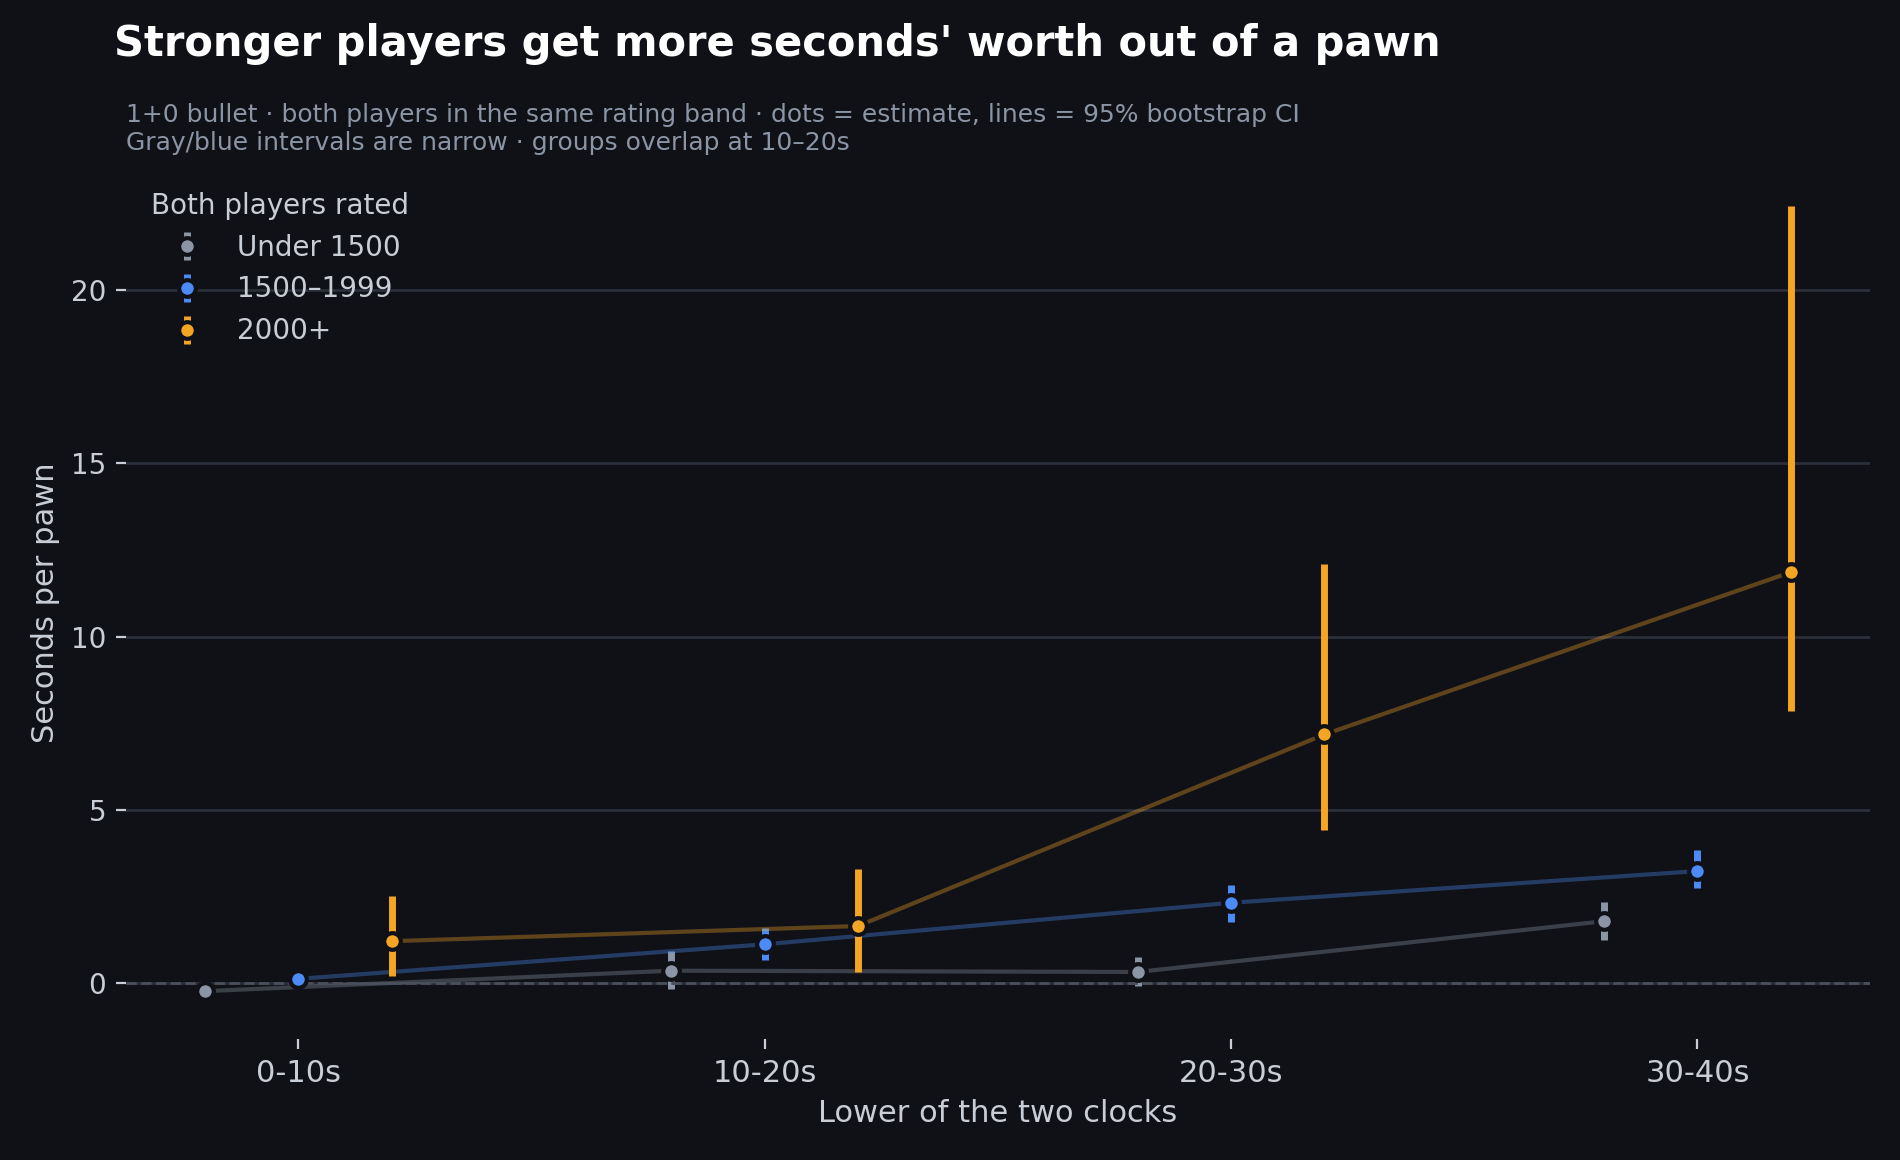 Stronger players get more seconds' worth out of a pawn
1+0 bullet · both players in the same rating band · dots = estimate, lines = 95% bootstrap CI
Gray/blue intervals are narrow · groups overlap at 10–20s
Both players rated
Under 1500
1500–1999
2000+
Seconds per pawn
20
15
10
5
0
0-10s
10-20s
20-30s
30-40s
Lower of the two clocks